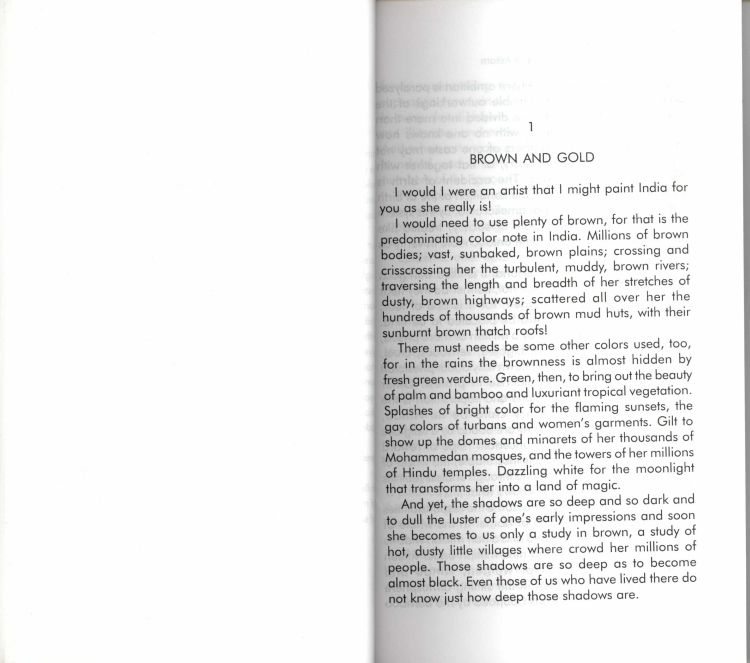 1
BROWN AND GOLD
I would I were an artist that I might paint India for
you as she really is!
I would need to use plenty of brown, for that is the
predominating color note in India. Millions of brown
bodies; vast, sunbaked, brown plains; crossing and
crisscrossing her the turbulent, muddy, brown rivers;
traversing the length and breadth of her stretches of
dusty, brown highways; scattered all over her the
hundreds of thousands of brown mud huts, with their
sunburnt brown thatch roofs!
There must needs be some other colors used, too,
for in the rains the brownness is almost hidden by
fresh green verdure. Green, then, to bring out the beauty
of palm and bamboo and luxuriant tropical vegetation.
Splashes of bright color for the flaming sunsets, the
gay colors of turbans and women's garments. Gilt to
show up the domes and minarets of her thousands of
Mohammedan mosques, and the towers of her millions
of Hindu temples. Dazzling white for the moonlight
that transforms her into a land of magic.
And yet, the shadows are so deep and so dark and
to dull the luster of one's early impressions and soon
she becomes to us only a study in brown, a study of
hot, dusty little villages where crowd her millions of
people. Those shadows are so deep as to become
almost black. Even those of us who have lived there do
not know just how deep those shadows are.